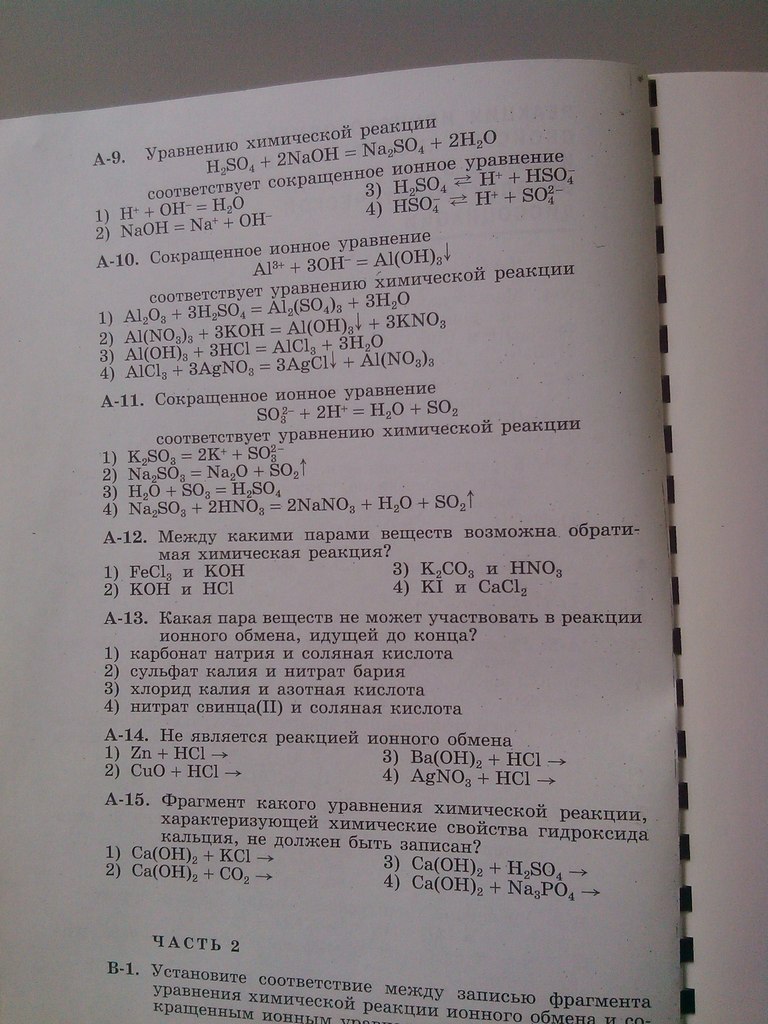 А-9. Уравнению химической реакции
H₂SO₄ + 2NaOH = Na₂SO₄ + 2H₂O
соответствует сокращенное ионное уравнение
1) H⁺ + OH⁻ = H₂O 3) H₂SO₄ ⇄ H⁺ + HSO₄⁻
2) NaOH = Na⁺ + OH⁻ 4) HSO₄⁻ ⇄ H⁺ + SO₄²⁻
А-10. Сокращенное ионное уравнение
Al³⁺ + 3OH⁻ = Al(OH)₃↓
соответствует уравнению химической реакции
1) Al₂O₃ + 3H₂SO₄ = Al₂(SO₄)₃ + 3H₂O
2) Al(NO₃)₃ + 3KOH = Al(OH)₃↓ + 3KNO₃
3) Al(OH)₃ + 3HCl = AlCl₃ + 3H₂O
4) AlCl₃ + 3AgNO₃ = 3AgCl↓ + Al(NO₃)₃
А-11. Сокращенное ионное уравнение
SO₃²⁻ + 2H⁺ = H₂O + SO₂
соответствует уравнению химической реакции
1) K₂SO₃ = 2K⁺ + SO₃²⁻
2) Na₂SO₃ = Na₂O + SO₂↑
3) H₂O + SO₃ = H₂SO₄
4) Na₂SO₃ + 2HNO₃ = 2NaNO₃ + H₂O + SO₂↑
А-12. Между какими парами веществ возможна обрати-
мая химическая реакция?
1) FeCl₃ и KOH 3) K₂CO₃ и HNO₃
2) KOH и HCl 4) KI и CaCl₂
А-13. Какая пара веществ не может участвовать в реакции
ионного обмена, идущей до конца?
1) карбонат натрия и соляная кислота
2) сульфат калия и нитрат бария
3) хлорид калия и азотная кислота
4) нитрат свинца(II) и соляная кислота
А-14. Не является реакцией ионного обмена
1) Zn + HCl → 3) Ba(OH)₂ + HCl →
2) CuO + HCl → 4) AgNO₃ + HCl →
А-15. Фрагмент какого уравнения химической реакции,
характеризующей химические свойства гидроксида
кальция, не должен быть записан?
1) Ca(OH)₂ + KCl → 3) Ca(OH)₂ + H₂SO₄ →
2) Ca(OH)₂ + CO₂ → 4) Ca(OH)₂ + Na₃PO₄ →
ЧАСТЬ 2
В-1. Установите соответствие между записью фрагмента
уравнения химической реакции ионного обмена и со-
кращенным ионным